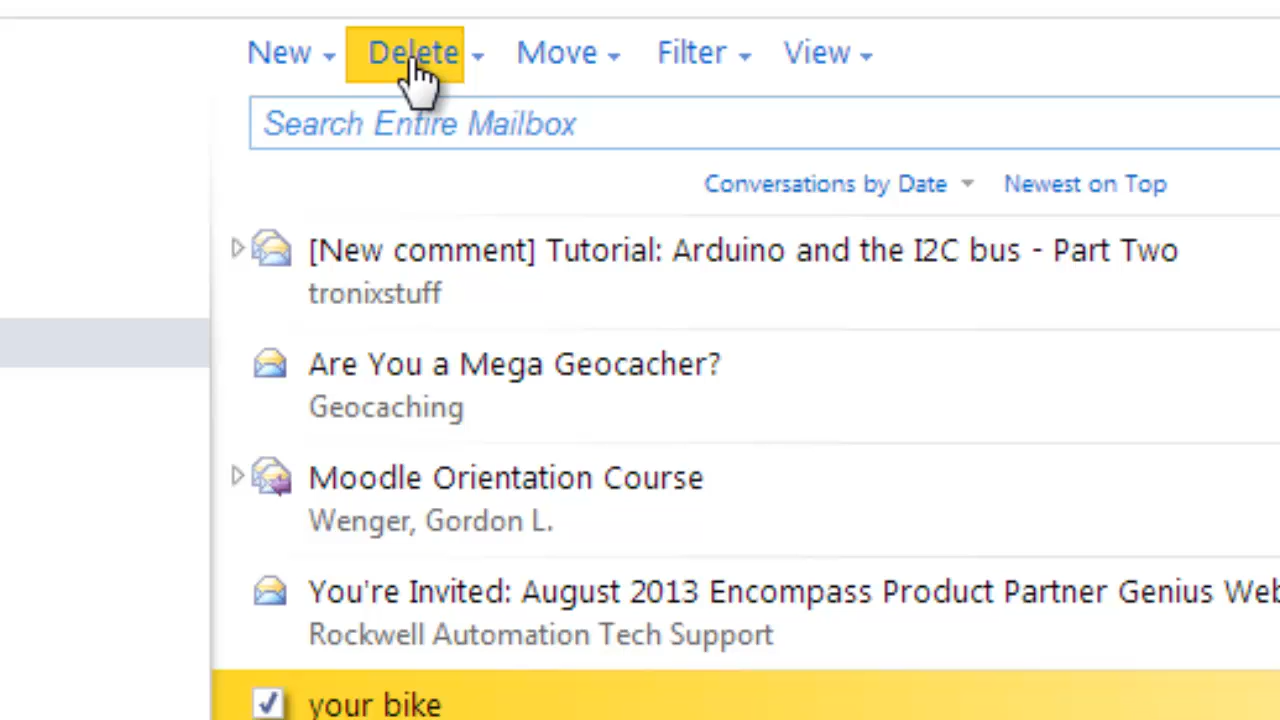 New Delete Move Filter View
Search Entire Mailbox
Conversations by Date Newest on Top
[New comment] Tutorial: Arduino and the I2C bus - Part Two
tronixstuff
Are You a Mega Geocacher?
Geocaching
Moodle Orientation Course
Wenger, Gordon L.
You're Invited: August 2013 Encompass Product Partner Genius Web
Rockwell Automation Tech Support
your bike